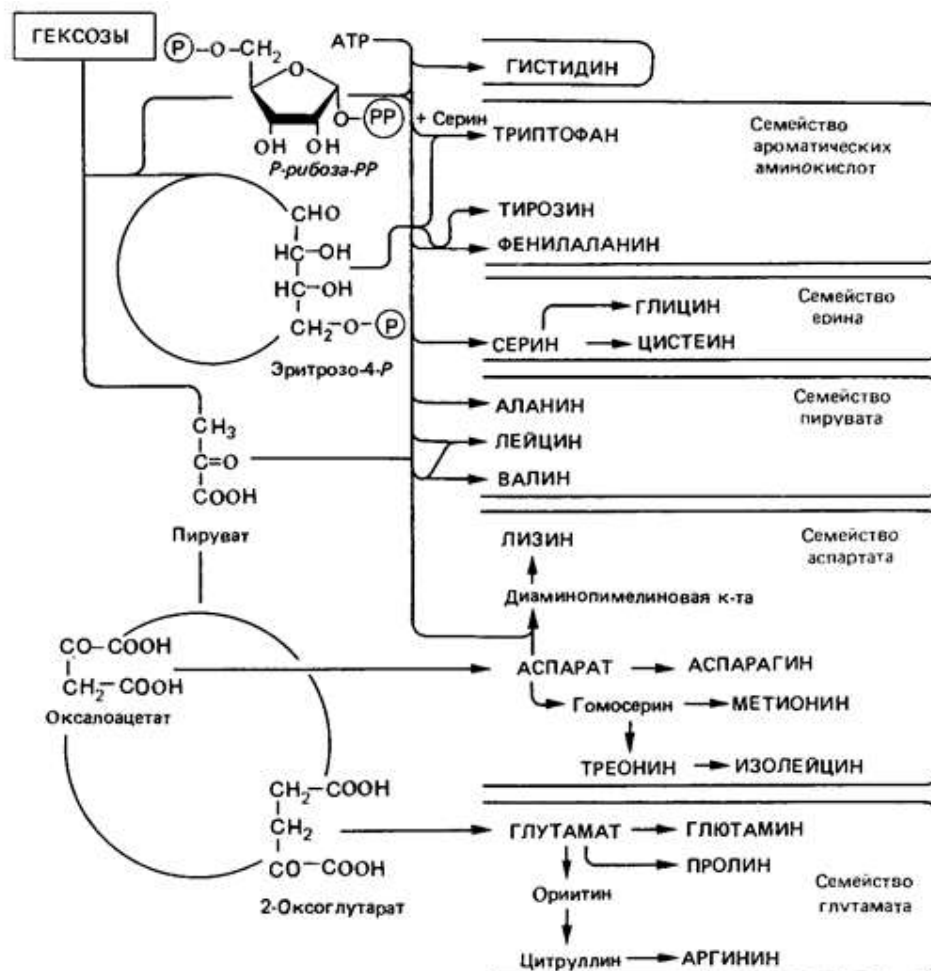 ГЕКСОЗЫ
P–O–CH₂
O
АТР
ГИСТИДИН
O–PP
OH OH
P-рибоза-PP
+ Серин
ТРИПТОФАН
Семейство
ароматических
аминокислот
ТИРОЗИН
ФЕНИЛАЛАНИН
CHO
HC–OH
HC–OH
CH₂–O–P
Эритрозо-4-P
Семейство
ерина
ГЛИЦИН
СЕРИН
ЦИСТЕИН
Семейство
пирувата
АЛАНИН
ЛЕЙЦИН
ВАЛИН
CH₃
C=O
COOH
Пируват
Семейство
аспартата
ЛИЗИН
Диаминопимелиновая к-та
CO–COOH
CH₂–COOH
Оксалоацетат
АСПАРАТ
АСПАРАГИН
Гомосерин
МЕТИОНИН
ТРЕОНИН
ИЗОЛЕЙЦИН
CH₂–COOH
CH₂
CO–COOH
2-Оксоглутарат
ГЛУТАМАТ
ГЛЮТАМИН
ПРОЛИН
Семейство
глутамата
Ориитин
Цитруллин
АРГИНИН